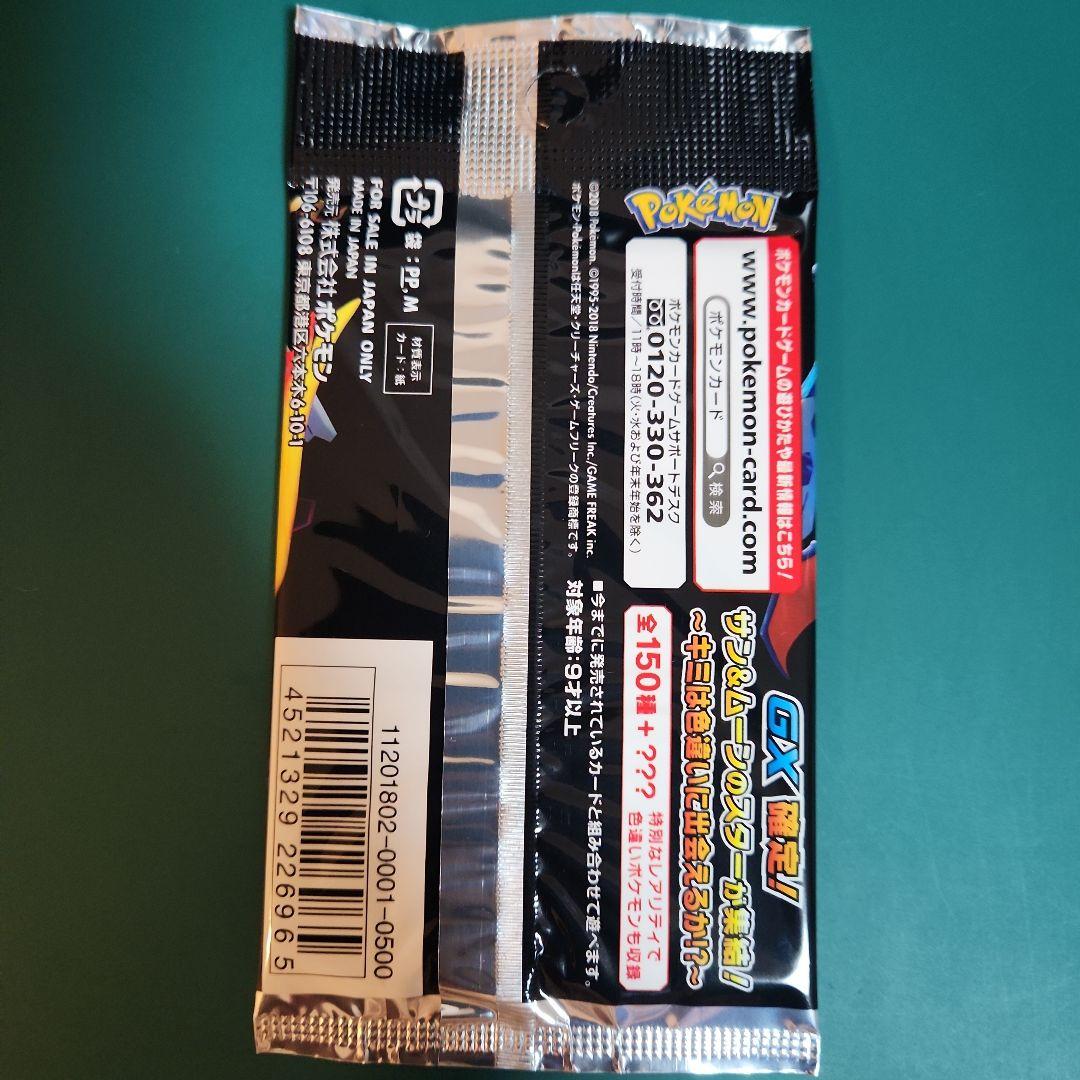 GX確定!
サン&ムーンのスターが集結!
~キミは色違いに出会えるか!?~
全150種+???
特別なレアリティで
色違いポケモンも収録
■今までに発売されているカードと組み合わせて遊べます。
対象年齢:9才以上
POKéMON
ポケモンカードゲームの遊びかたや最新情報はこちら!
www.pokemon-card.com
ポケモンカード 検索
ポケモンカードゲームサポートデスク
0120-330-362
受付時間/11時~18時(火・水および年末年始を除く)
©2018 Pokémon. ©1995-2018 Nintendo/Creatures Inc./GAME FREAK inc.
ポケモン・Pokémonは任天堂・クリーチャーズ・ゲームフリークの登録商標です。
プラ
袋:PP,M
材質表示
カード:紙
FOR SALE IN JAPAN ONLY
MADE IN JAPAN
発売元 株式会社 ポケモン
〒106-6108 東京都港区六本木6-10-1
11201802-0001-0500
4 521329 226965